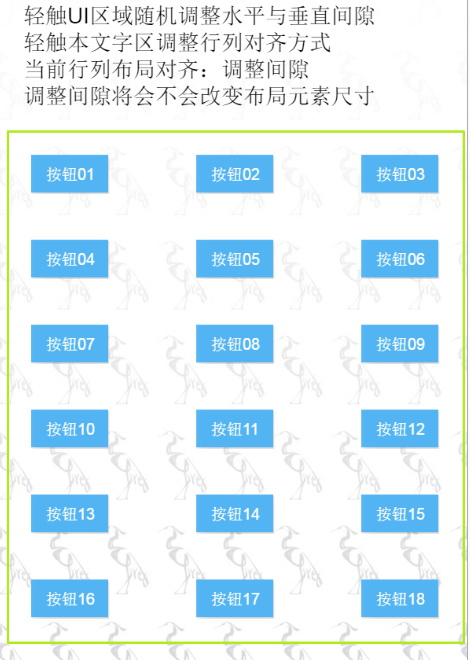 轻触UI区域随机调整水平与垂直间隙
轻触本文字区调整行列对齐方式
当前行列布局对齐：调整间隙
调整间隙将会不会改变布局元素尺寸
按钮01 按钮02 按钮03
按钮04 按钮05 按钮06
按钮07 按钮08 按钮09
按钮10 按钮11 按钮12
按钮13 按钮14 按钮15
按钮16 按钮17 按钮18